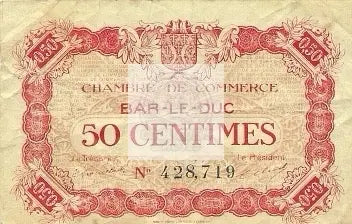 0.50 0.50
CHAMBRE DE COMMERCE
BAR-LE-DUC
50 CENTIMES
Le Trésorier, Le Président
Nº 428,719
0.50 0.50